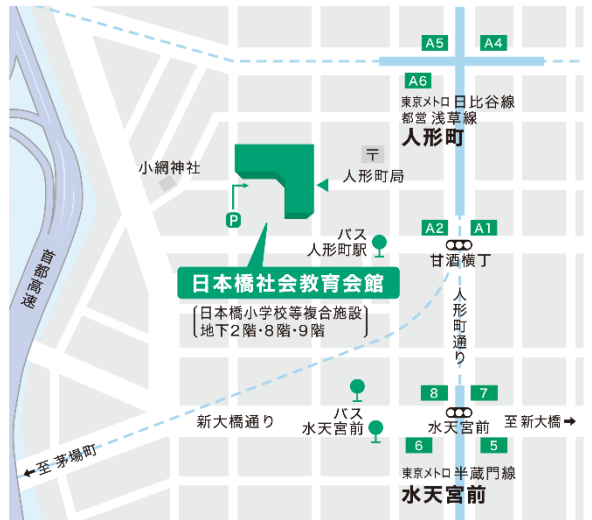 A5
A4
A6
東京メトロ 日比谷線
都営 浅草線
人形町
〒
人形町局
小網神社
P
A2
A1
バス
人形町駅
甘酒横丁
首都高速
日本橋社会教育会館
日本橋小学校等複合施設
地下2階・8階・9階
人形町通り
8
7
バス
水天宮前
新大橋通り
水天宮前
至 新大橋→
6
5
←至 茅場町
東京メトロ 半蔵門線
水天宮前